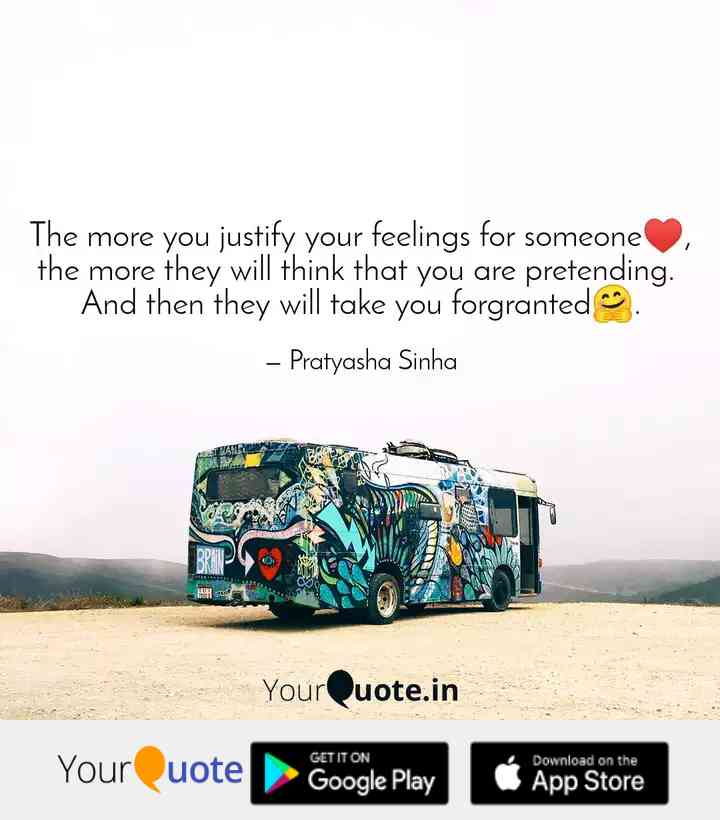 The more you justify your feelings for someone❤️,
the more they will think that you are pretending.
And then they will take you forgranted🤗.
– Pratyasha Sinha
BRAIN
YourQuote.in
YourQuote
GET IT ON
Google Play
Download on the
App Store